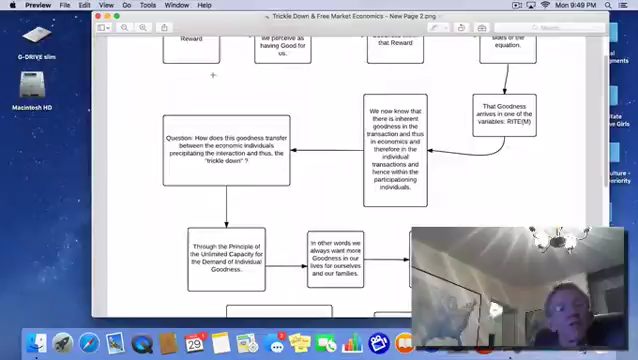 Preview File Edit View Go Tools Window Help
Mon 9:49 PM
Trickle Down & Free Market Economics - New Page 2.png
G-DRIVE slim
Macintosh HD
Reward
we perceive as
having Good for
us.
that Reward
sides of the
equation.
That Goodness
arrives in one of the
variables: RITE(M)
We now know that
there is inherent
goodness in the
transaction and thus
in economics and
therefore in the
individual
transactions and
hence within the
participating
individuals.
Question: How does this goodness transfer
between the economic individuals
precipitating the interaction and thus, the
"trickle down" ?
Through the Principle of
the Unlimited Capacity for
the Demand of Individual
Goodness.
In other words we
always want more
Goodness in our
lives for ourselves
and our families.
29